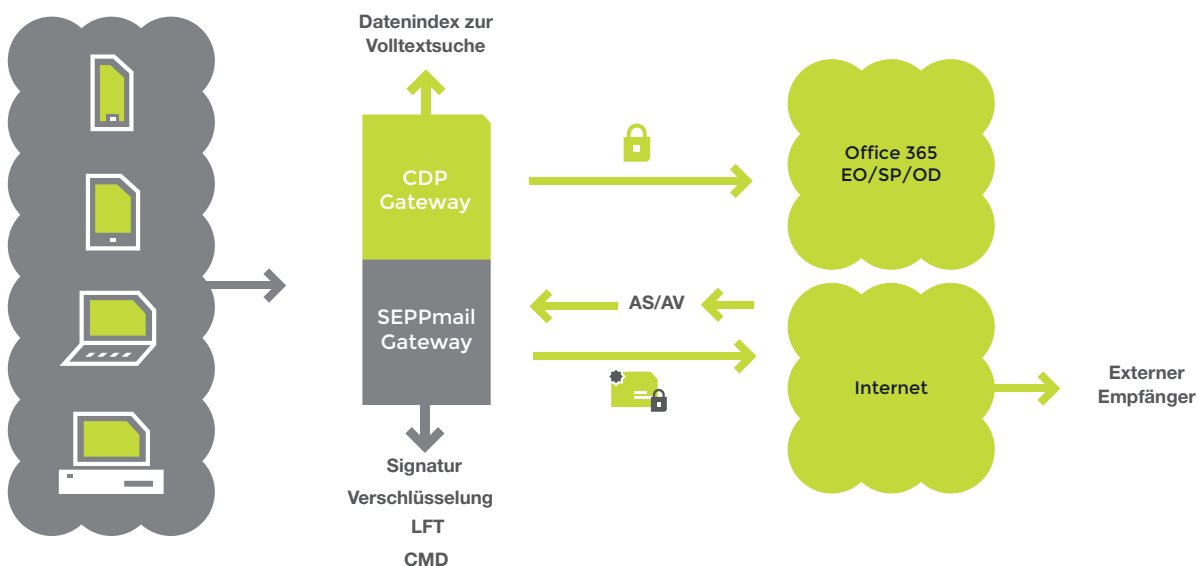 Datenindex zur
Volltextsuche
CDP
Gateway
Office 365
EO/SP/OD
SEPPmail
Gateway
AS/AV
Internet
Externer
Empfänger
Signatur
Verschlüsselung
LFT
CMD